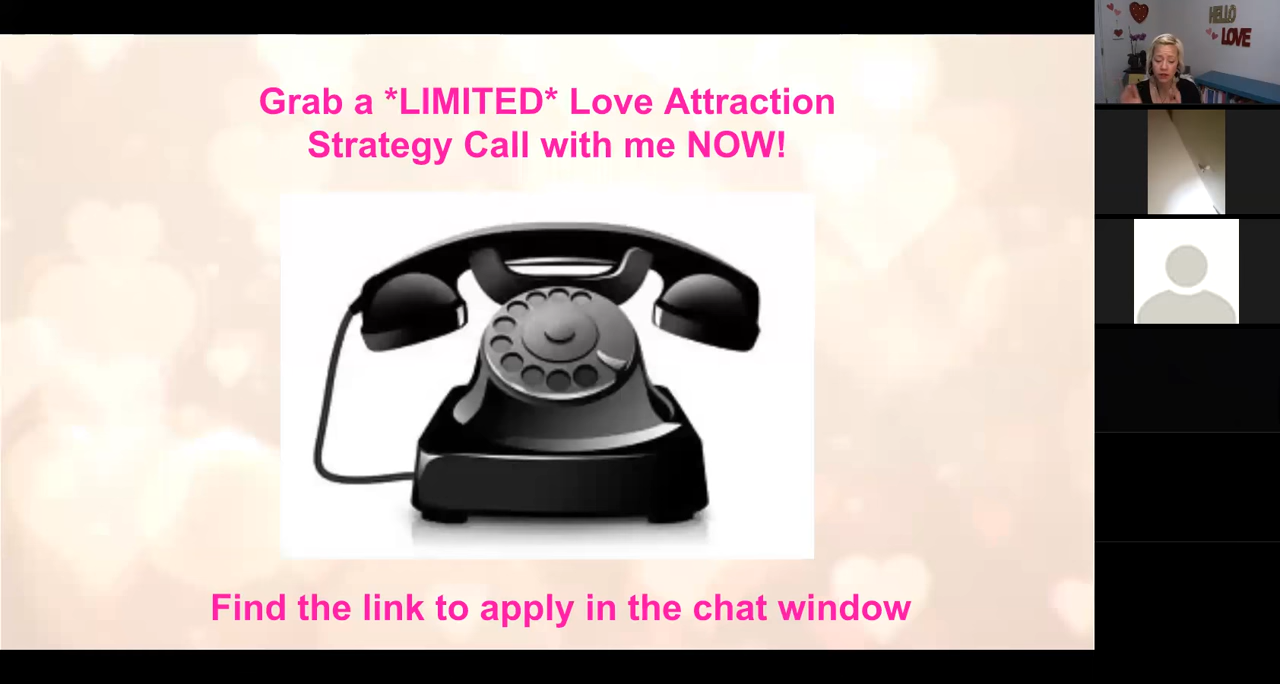 Grab a *LIMITED* Love Attraction
Strategy Call with me NOW!
Find the link to apply in the chat window
HELLO
LOVE